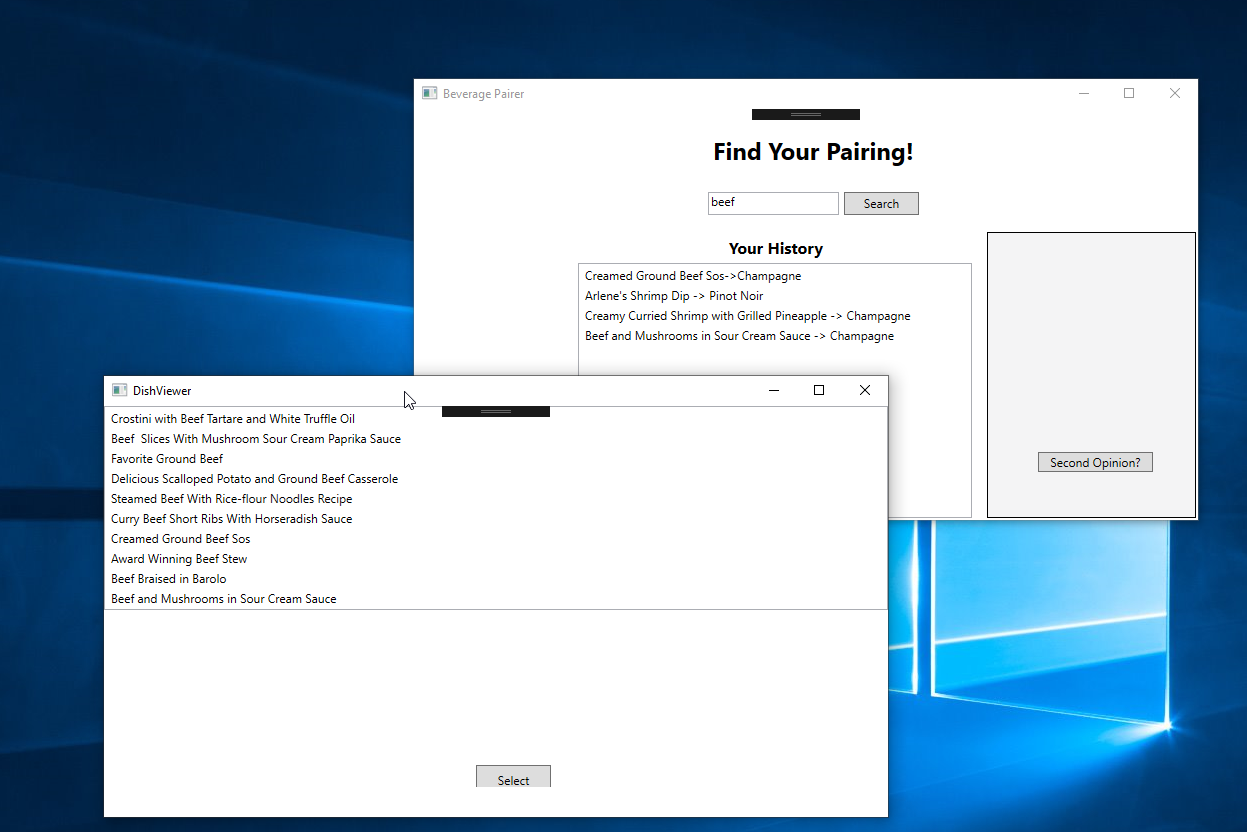 Beverage Pairer
Find Your Pairing!
beef
Search
Your History
Creamed Ground Beef Sos->Champagne
Arlene's Shrimp Dip -> Pinot Noir
Creamy Curried Shrimp with Grilled Pineapple -> Champagne
Beef and Mushrooms in Sour Cream Sauce -> Champagne
Second Opinion?
DishViewer
Crostini with Beef Tartare and White Truffle Oil
Beef  Slices With Mushroom Sour Cream Paprika Sauce
Favorite Ground Beef
Delicious Scalloped Potato and Ground Beef Casserole
Steamed Beef With Rice-flour Noodles Recipe
Curry Beef Short Ribs With Horseradish Sauce
Creamed Ground Beef Sos
Award Winning Beef Stew
Beef Braised in Barolo
Beef and Mushrooms in Sour Cream Sauce
Select